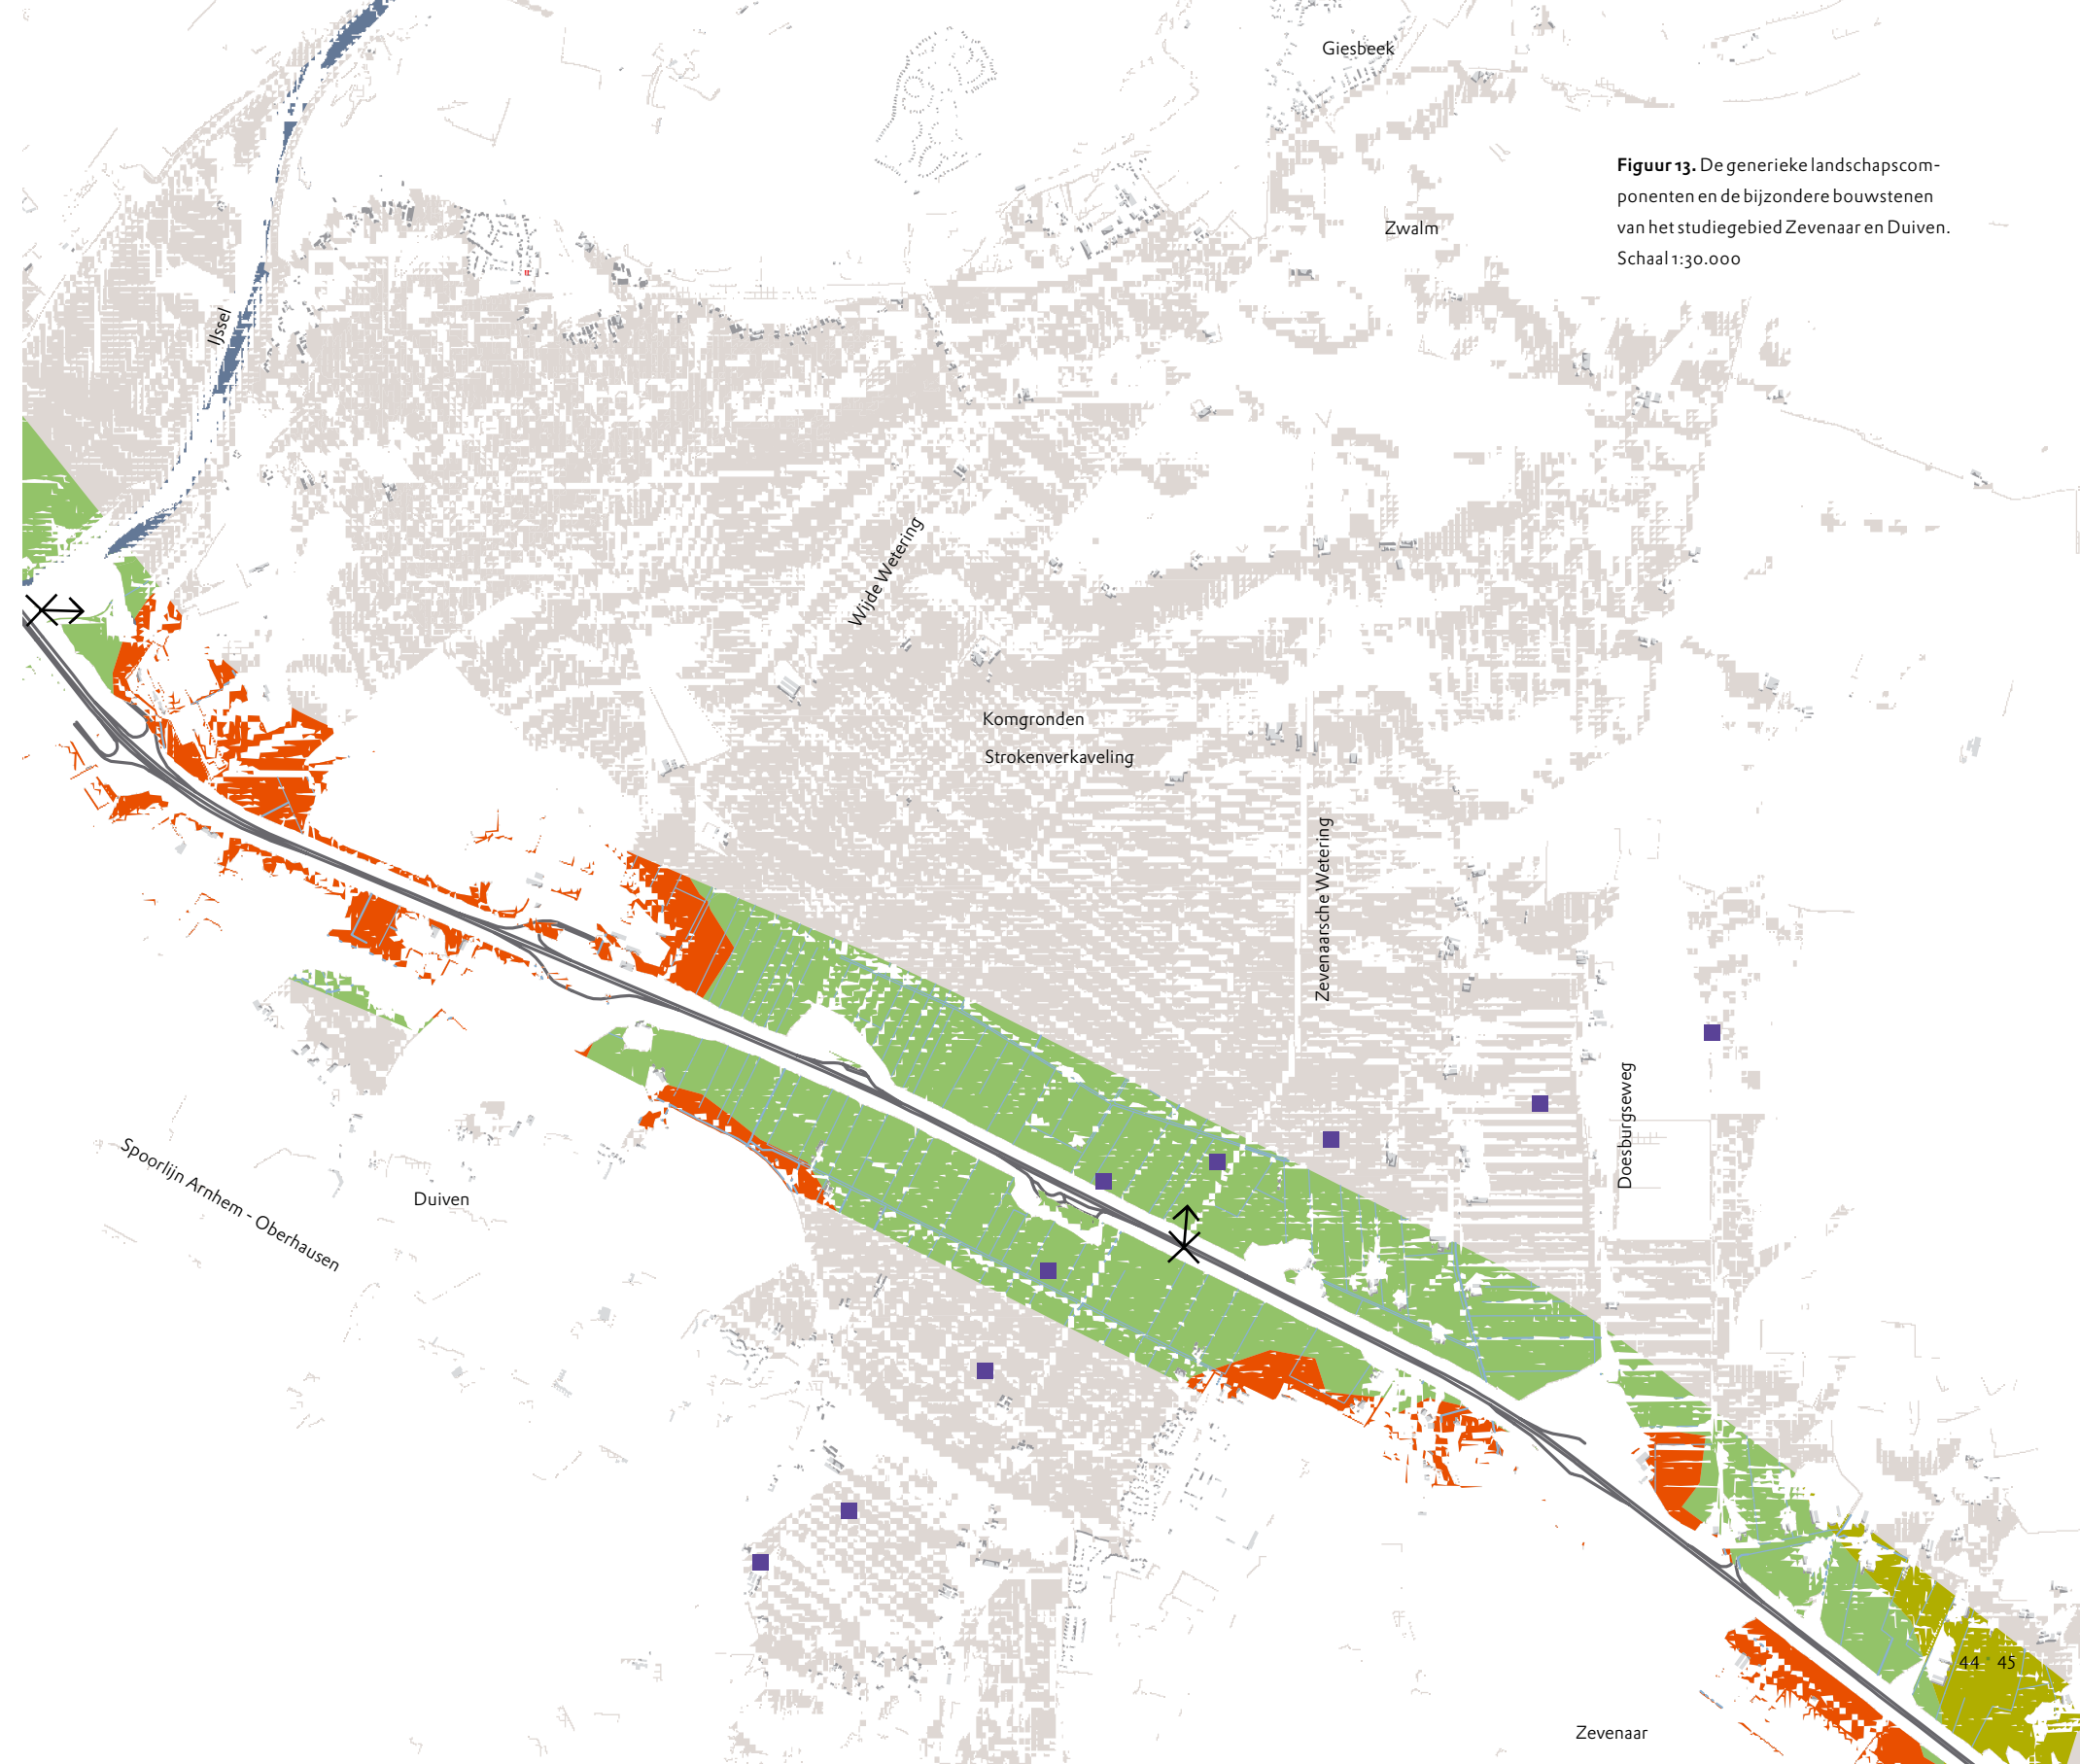 Giesbeek
Figuur 13. De generieke landschapscom-
ponenten en de bijzondere bouwstenen
van het studiegebied Zevenaar en Duiven.
Schaal 1:30.000
Zwalm
IJssel
Wijde Wetering
Komgronden
Strokenverkaveling
Zevenaarsche Wetering
Doesburgseweg
Spoorlijn Arnhem - Oberhausen
Duiven
44 45
Zevenaar